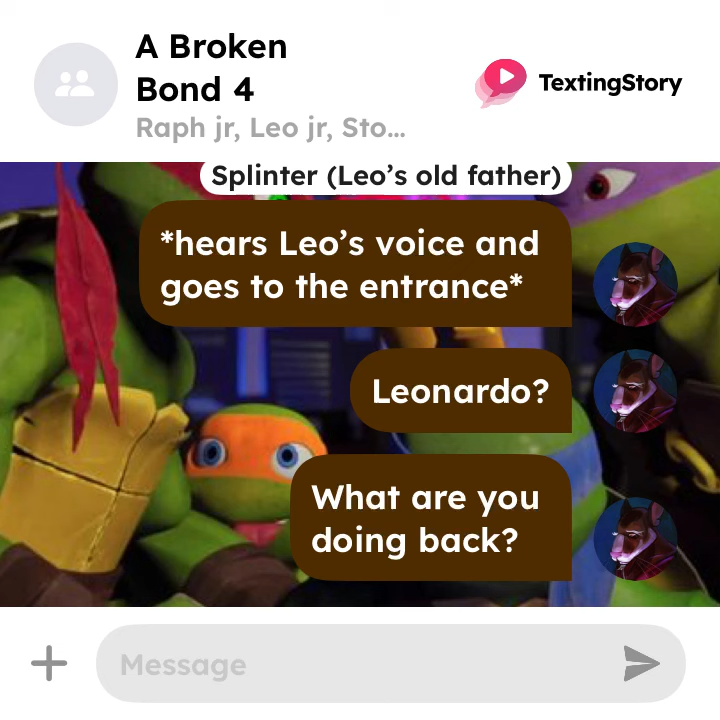 A Broken
Bond 4
Raph jr, Leo jr, Sto...
TextingStory
Splinter (Leo’s old father)
*hears Leo’s voice and
goes to the entrance*
Leonardo?
What are you
doing back?
Message